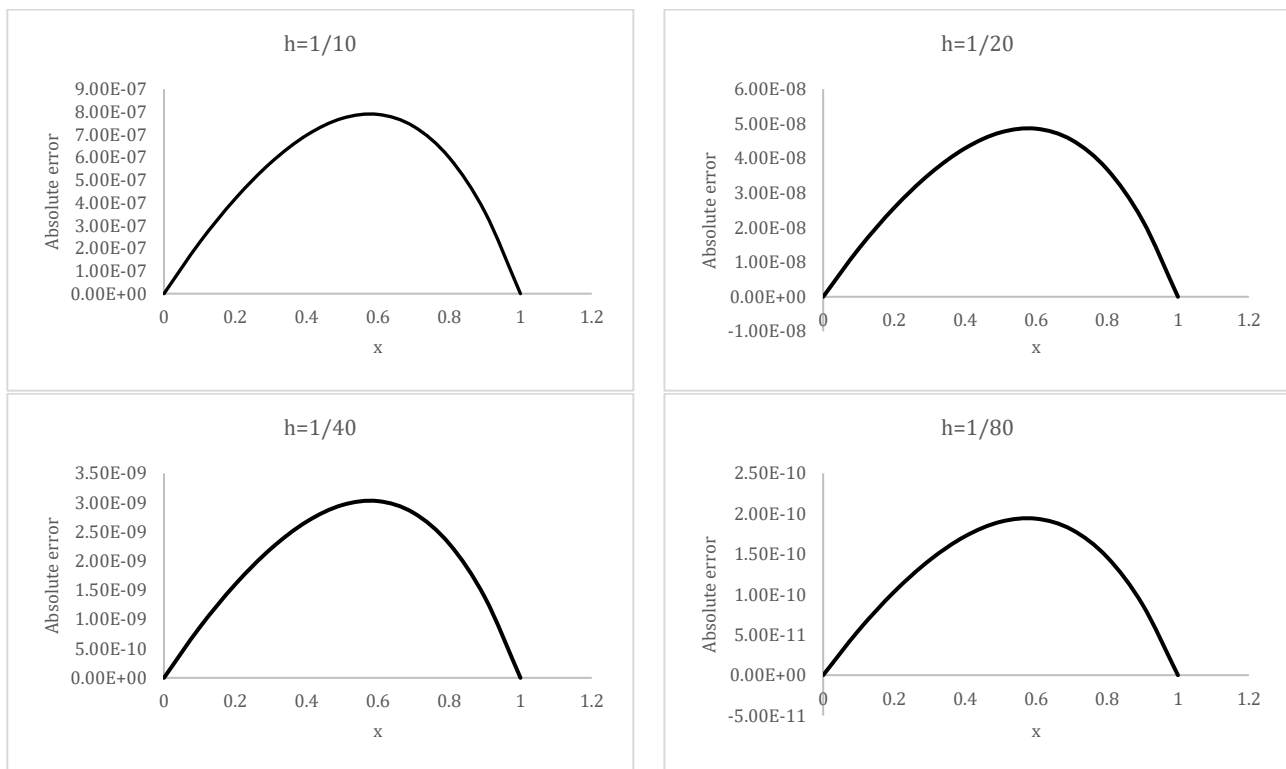 h=1/10
Absolute error
9.00E-07
8.00E-07
7.00E-07
6.00E-07
5.00E-07
4.00E-07
3.00E-07
2.00E-07
1.00E-07
0.00E+00
0 0.2 0.4 0.6 0.8 1 1.2
x
h=1/20
Absolute error
6.00E-08
5.00E-08
4.00E-08
3.00E-08
2.00E-08
1.00E-08
0.00E+00
-1.00E-08
0 0.2 0.4 0.6 0.8 1 1.2
x
h=1/40
Absolute error
3.50E-09
3.00E-09
2.50E-09
2.00E-09
1.50E-09
1.00E-09
5.00E-10
0.00E+00
0 0.2 0.4 0.6 0.8 1 1.2
x
h=1/80
Absolute error
2.50E-10
2.00E-10
1.50E-10
1.00E-10
5.00E-11
0.00E+00
-5.00E-11
0 0.2 0.4 0.6 0.8 1 1.2
x